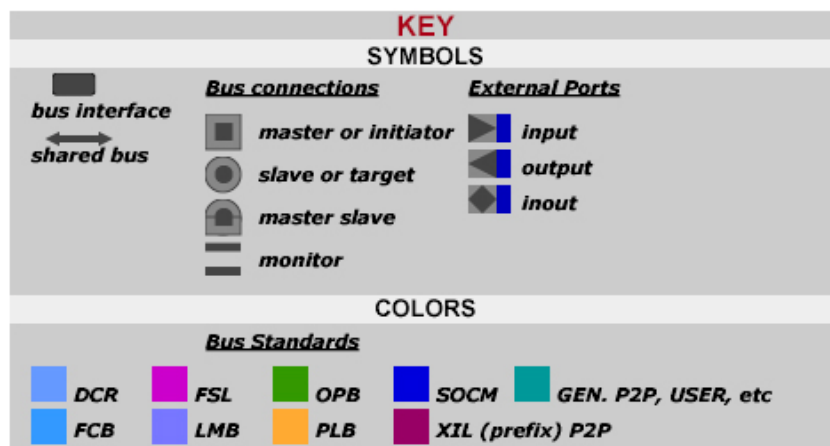 KEY
SYMBOLS
Bus connections
External Ports
bus interface
master or initiator
input
shared bus
slave or target
output
master slave
inout
monitor
COLORS
Bus Standards
DCR FSL OPB SOCM GEN. P2P, USER, etc
FCB LMB PLB XIL (prefix) P2P